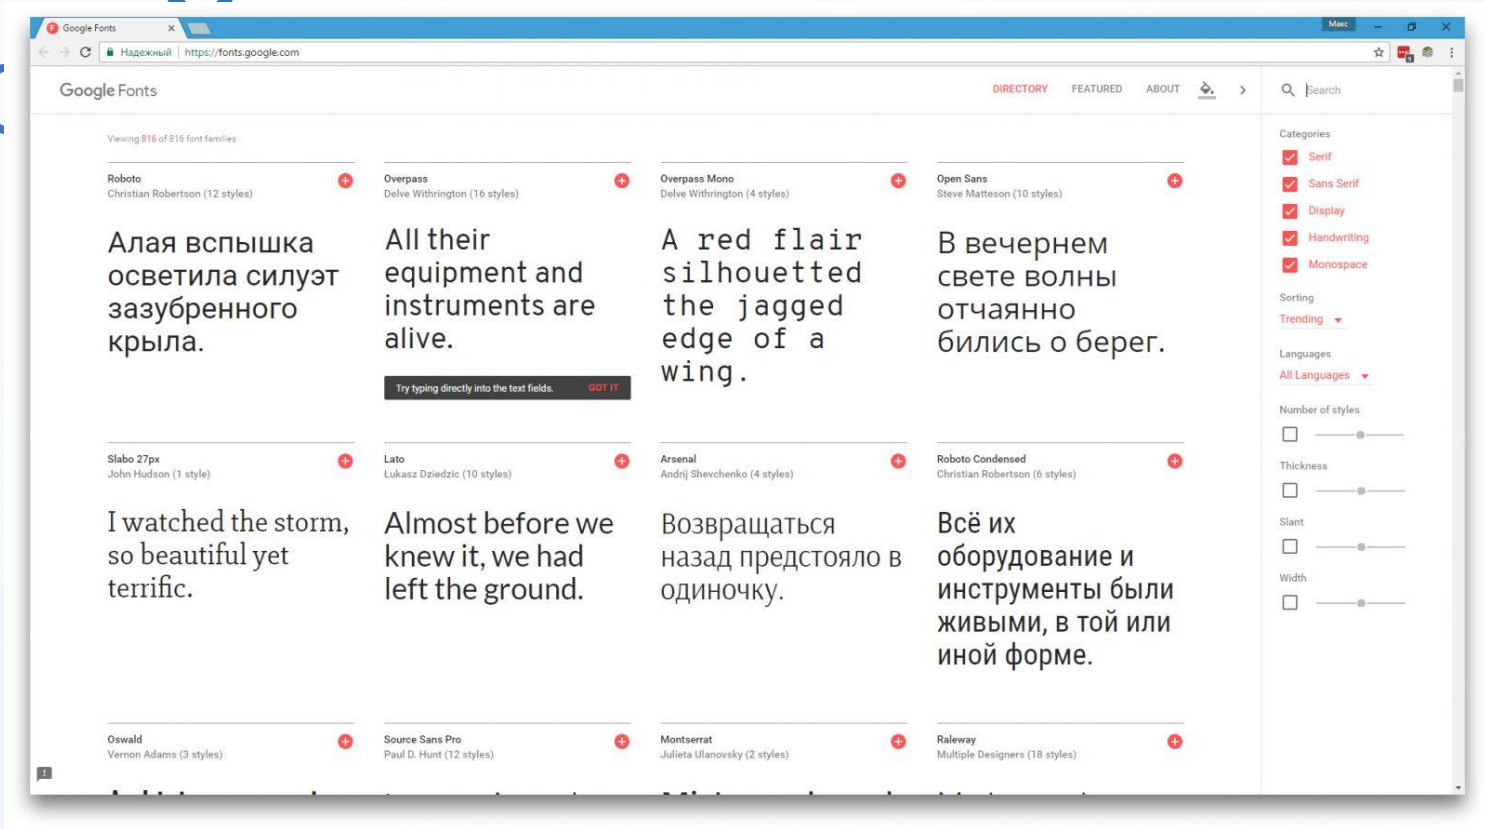 Google Fonts
Макс
Надежный | https://fonts.google.com
Google Fonts
DIRECTORY
FEATURED
ABOUT
Search
Viewing 816 of 816 font families
Roboto
Christian Robertson (12 styles)
Алая вспышка
осветила силуэт
зазубренного
крыла.
Overpass
Delve Withrington (16 styles)
All their
equipment and
instruments are
alive.
Try typing directly into the text fields.
GOT IT
Overpass Mono
Delve Withrington (4 styles)
A red flair
silhouetted
the jagged
edge of a
wing.
Open Sans
Steve Matteson (10 styles)
В вечернем
свете волны
отчаянно
бились о берег.
Slabo 27px
John Hudson (1 style)
I watched the storm,
so beautiful yet
terrific.
Lato
Łukasz Dziedzic (10 styles)
Almost before we
knew it, we had
left the ground.
Arsenal
Andrij Shevchenko (4 styles)
Возвращаться
назад предстояло в
одиночку.
Roboto Condensed
Christian Robertson (6 styles)
Всё их
оборудование и
инструменты были
живыми, в той или
иной форме.
Oswald
Vernon Adams (3 styles)
Source Sans Pro
Paul D. Hunt (12 styles)
Montserrat
Julieta Ulanovsky (2 styles)
Raleway
Multiple Designers (18 styles)
Categories
Serif
Sans Serif
Display
Handwriting
Monospace
Sorting
Trending
Languages
All Languages
Number of styles
Thickness
Slant
Width